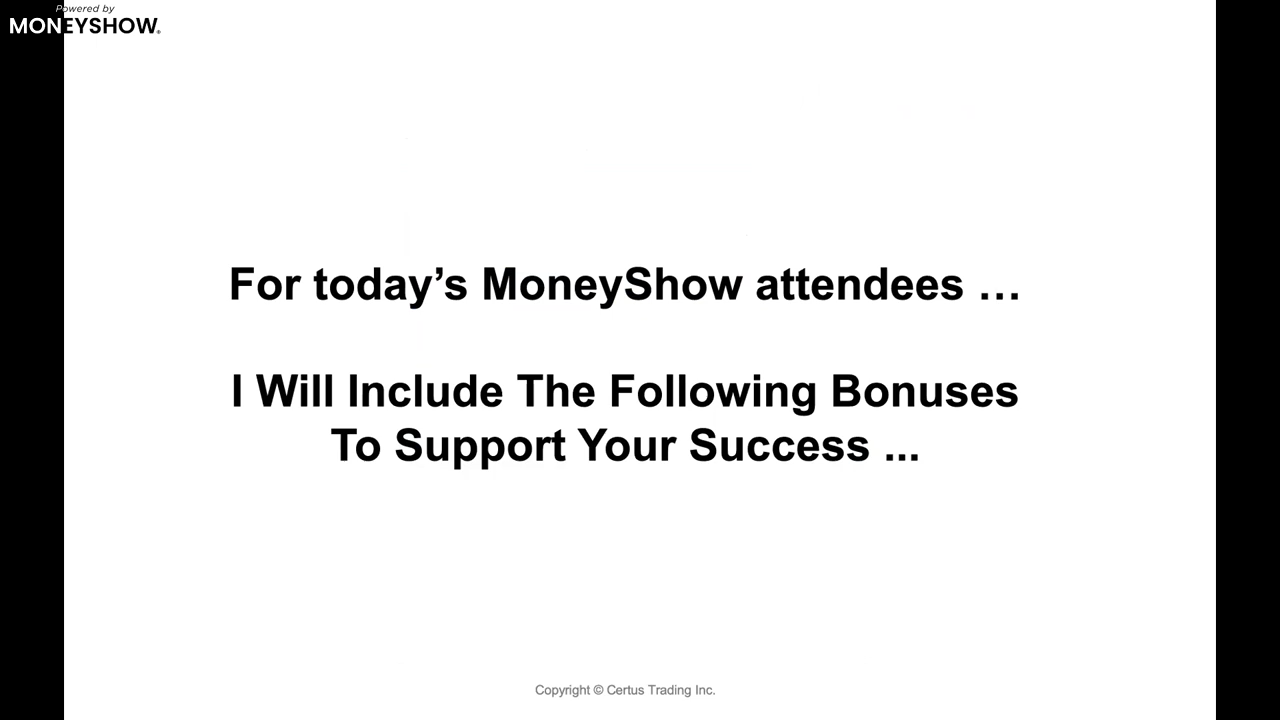 Powered by
MONEYSHOW®
For today’s MoneyShow attendees …
I Will Include The Following Bonuses
To Support Your Success ...
Copyright © Certus Trading Inc.